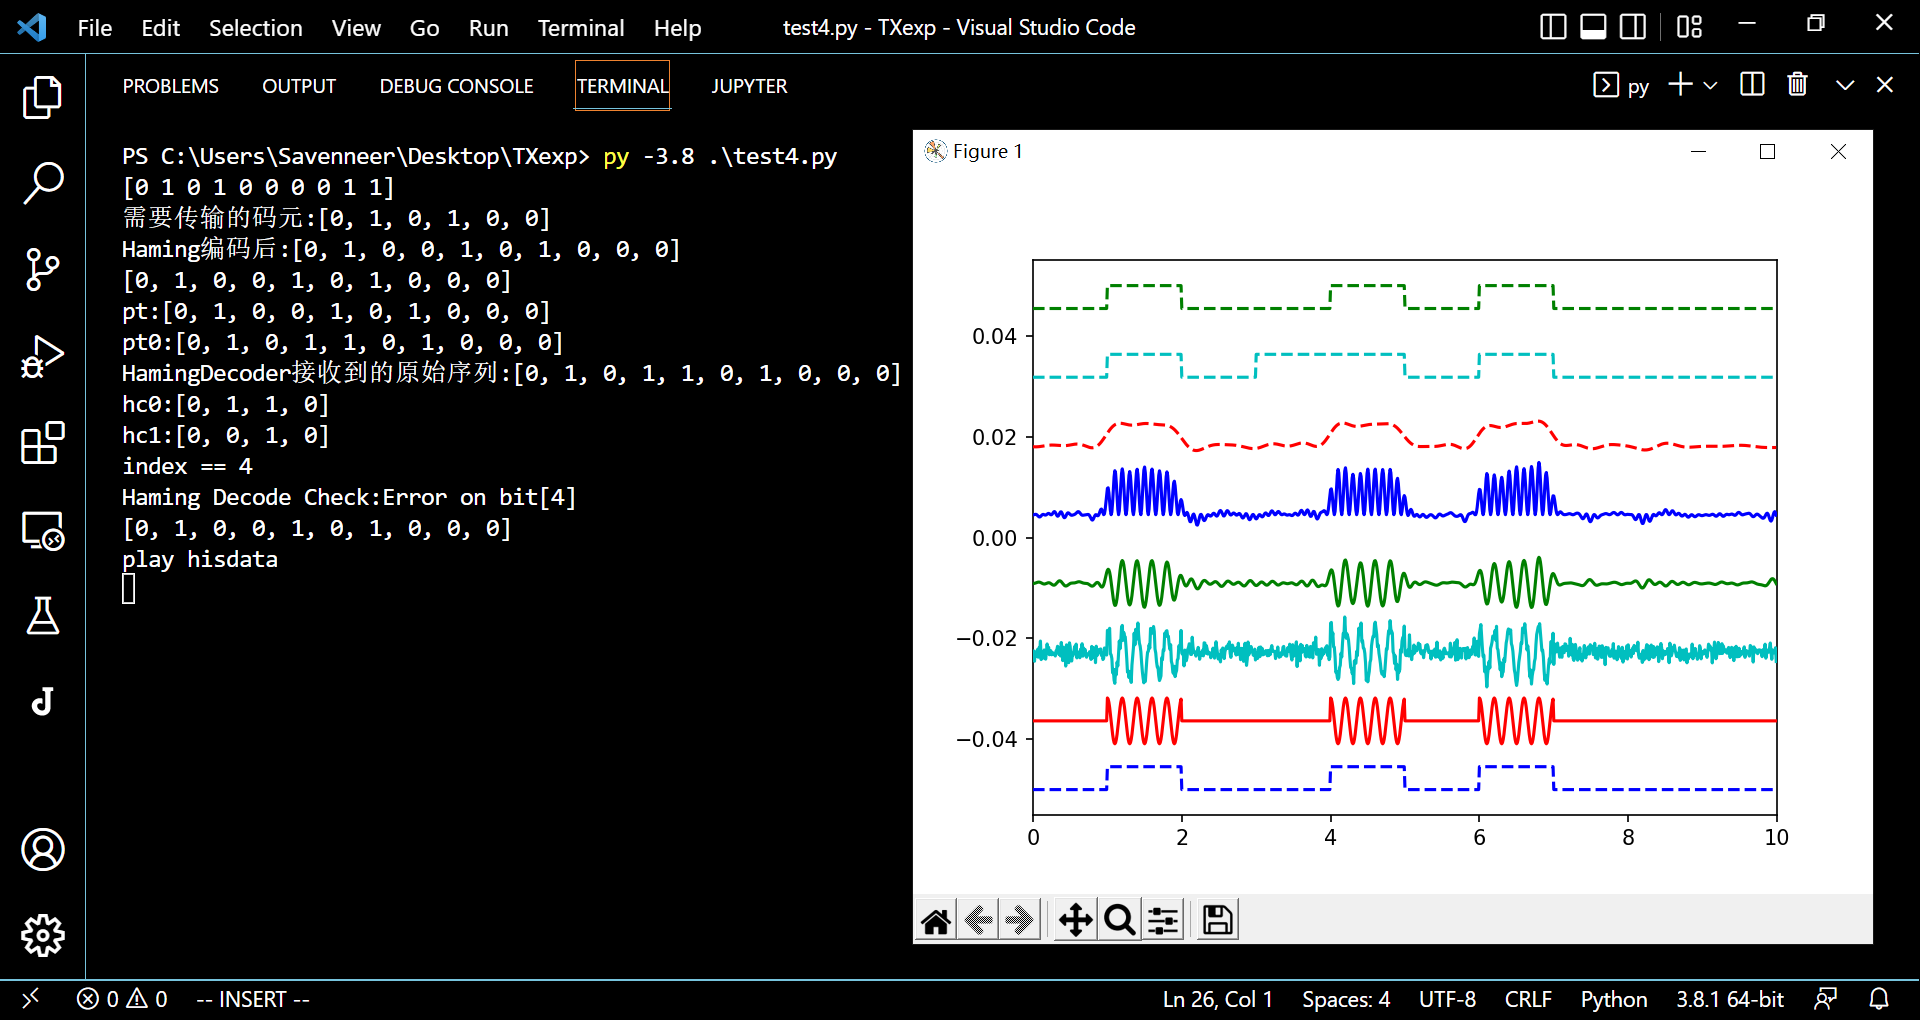 File Edit Selection View Go Run Terminal Help test4.py - TXexp - Visual Studio Code
PROBLEMS OUTPUT DEBUG CONSOLE TERMINAL JUPYTER py
PS C:\Users\Savenneer\Desktop\TXexp> py -3.8 .\test4.py
[0 1 0 1 0 0 0 0 1 1]
需要传输的码元:[0, 1, 0, 1, 0, 0]
Haming编码后:[0, 1, 0, 0, 1, 0, 1, 0, 0, 0]
[0, 1, 0, 0, 1, 0, 1, 0, 0, 0]
pt:[0, 1, 0, 0, 1, 0, 1, 0, 0, 0]
pt0:[0, 1, 0, 1, 1, 0, 1, 0, 0, 0]
HamingDecoder接收到的原始序列:[0, 1, 0, 1, 1, 0, 1, 0, 0, 0]
hc0:[0, 1, 1, 0]
hc1:[0, 0, 1, 0]
index == 4
Haming Decode Check:Error on bit[4]
[0, 1, 0, 0, 1, 0, 1, 0, 0, 0]
play hisdata
Figure 1
0.04
0.02
0.00
−0.02
−0.04
0 2 4 6 8 10
0 0 -- INSERT -- Ln 26, Col 1 Spaces: 4 UTF-8 CRLF Python 3.8.1 64-bit